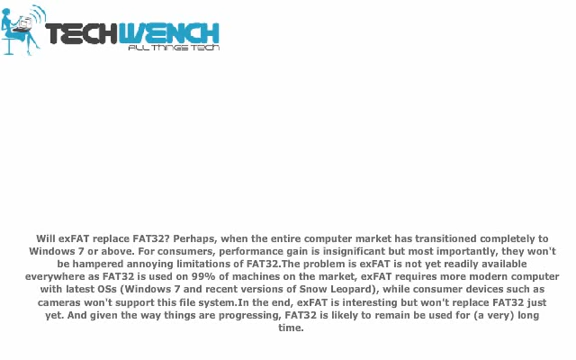 TECHWENCH
ALL THINGS TECH
Will exFAT replace FAT32? Perhaps, when the entire computer market has transitioned completely to
Windows 7 or above. For consumers, performance gain is insignificant but most importantly, they won't
be hampered annoying limitations of FAT32.The problem is exFAT is not yet readily available
everywhere as FAT32 is used on 99% of machines on the market, exFAT requires more modern computer
with latest OSs (Windows 7 and recent versions of Snow Leopard), while consumer devices such as
cameras won't support this file system.In the end, exFAT is interesting but won't replace FAT32 just
yet. And given the way things are progressing, FAT32 is likely to remain be used for (a very) long
time.